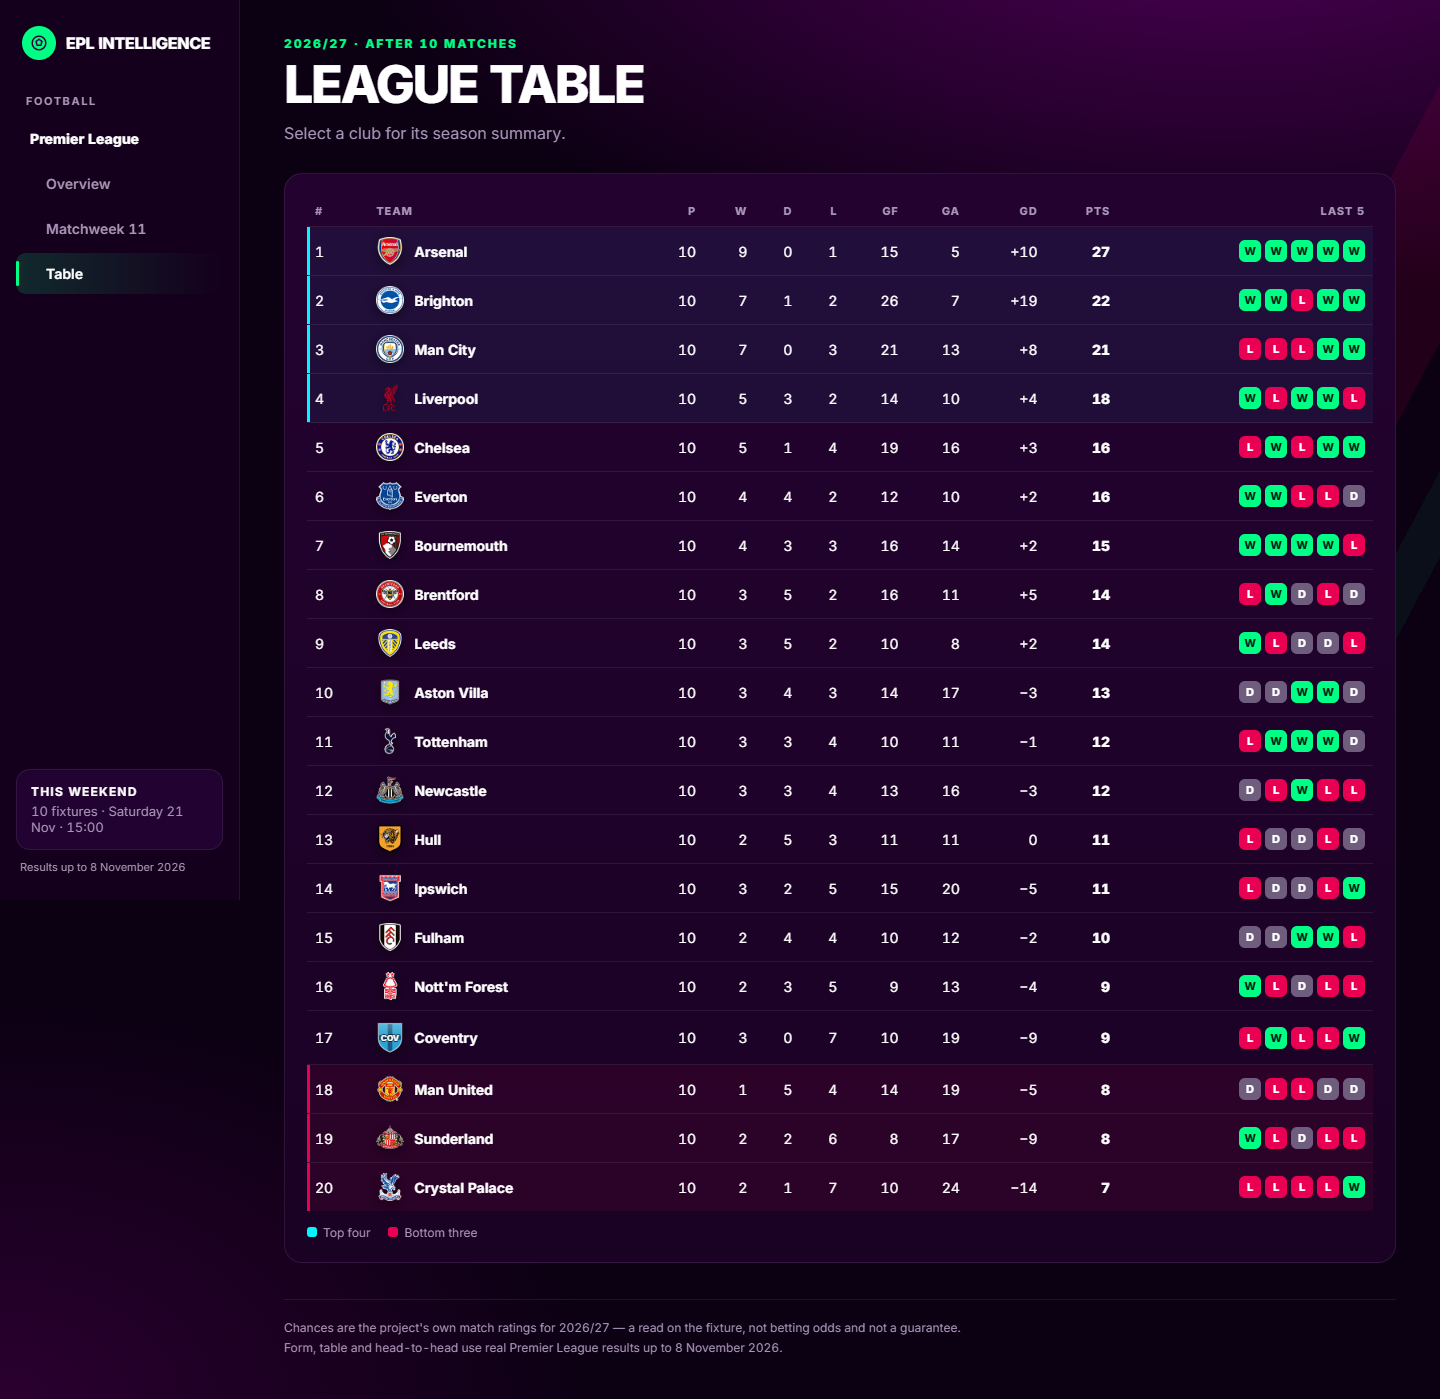 EPL INTELLIGENCE
FOOTBALL
Premier League
Overview
Matchweek 11
Table
THIS WEEKEND
10 fixtures · Saturday 21
Nov · 15:00
Results up to 8 November 2026
2026/27 · AFTER 10 MATCHES
LEAGUE TABLE
Select a club for its season summary.
# TEAM P W D L GF GA GD PTS LAST 5
1 Arsenal 10 9 0 1 15 5 +10 27 W W W W W
2 Brighton 10 7 1 2 26 7 +19 22 W W L W W
3 Man City 10 7 0 3 21 13 +8 21 L L L W W
4 Liverpool 10 5 3 2 14 10 +4 18 W L W W L
5 Chelsea 10 5 1 4 19 16 +3 16 L W L W W
6 Everton 10 4 4 2 12 10 +2 16 W W L L D
7 Bournemouth 10 4 3 3 16 14 +2 15 W W W W L
8 Brentford 10 3 5 2 16 11 +5 14 L W D L D
9 Leeds 10 3 5 2 10 8 +2 14 W L D D L
10 Aston Villa 10 3 4 3 14 17 −3 13 D D W W D
11 Tottenham 10 3 3 4 10 11 −1 12 L W W W D
12 Newcastle 10 3 3 4 13 16 −3 12 D L W L L
13 Hull 10 2 5 3 11 11 0 11 L D D L D
14 Ipswich 10 3 2 5 15 20 −5 11 L D D L W
15 Fulham 10 2 4 4 10 12 −2 10 D D W W L
16 Nott'm Forest 10 2 3 5 9 13 −4 9 W L D L L
17 COV Coventry 10 3 0 7 10 19 −9 9 L W L L W
18 Man United 10 1 5 4 14 19 −5 8 D L L D D
19 Sunderland 10 2 2 6 8 17 −9 8 W L D L L
20 Crystal Palace 10 2 1 7 10 24 −14 7 L L L L W
Top four Bottom three
Chances are the project's own match ratings for 2026/27 — a read on the fixture, not betting odds and not a guarantee.
Form, table and head-to-head use real Premier League results up to 8 November 2026.